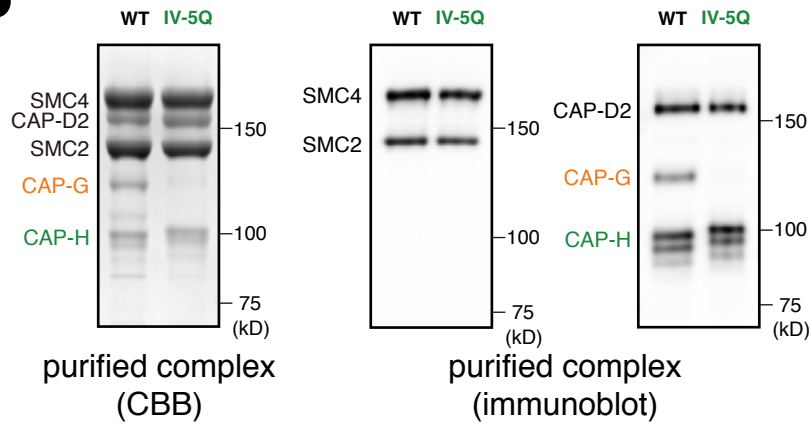 WT IV-5Q
SMC4
CAP-D2
SMC2
CAP-G
CAP-H
150
100
75
(kD)
purified complex
(CBB)
WT IV-5Q
SMC4
SMC2
150
100
75
(kD)
WT IV-5Q
CAP-D2
CAP-G
CAP-H
150
100
75
(kD)
purified complex
(immunoblot)